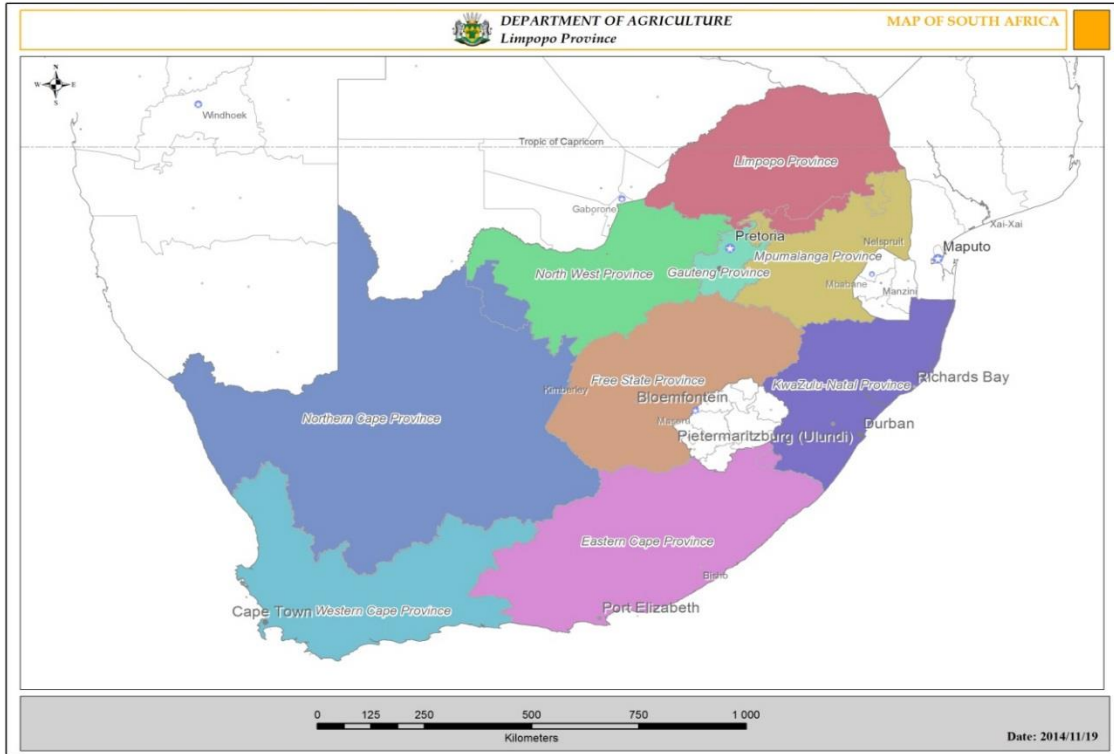 DEPARTMENT OF AGRICULTURE
Limpopo Province
MAP OF SOUTH AFRICA
N
W E
S
Windhoek
Tropic of Capricorn
Limpopo Province
Gaborone
Xai-Xai
Pretoria
Nelspruit
Maputo
Mpumalanga Province
North West Province
Gauteng Province
Mbabane
Manzini
Free State Province
KwaZulu-Natal Province
Richards Bay
Kimberley
Bloemfontein
Northern Cape Province
Maseru
Durban
Pietermaritzburg (Ulundi)
Eastern Cape Province
Bisho
Cape Town
Western Cape Province
Port Elizabeth
0 125 250 500 750 1 000
Kilometers
Date: 2014/11/19